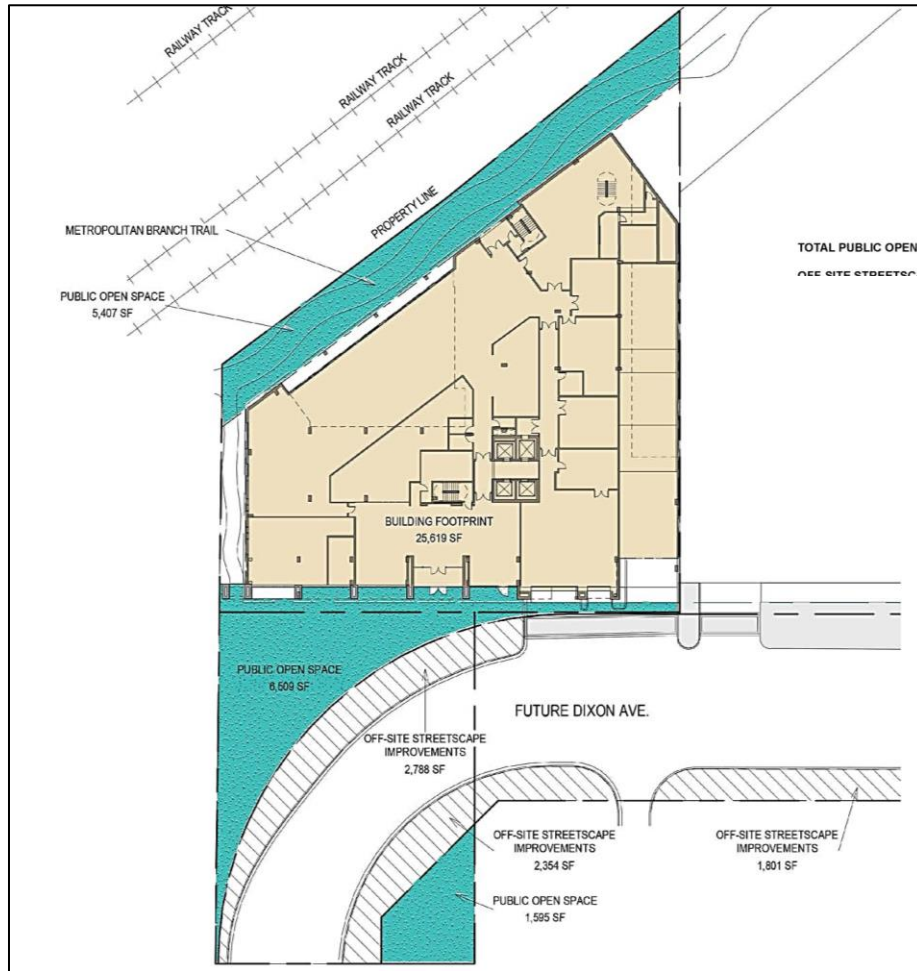 RAILWAY TRACK
RAILWAY TRACK
RAILWAY TRACK
PROPERTY LINE
METROPOLITAN BRANCH TRAIL
PUBLIC OPEN SPACE
5,407 SF
TOTAL PUBLIC OPEN
OFF-SITE STREETSC
BUILDING FOOTPRINT
25,619 SF
PUBLIC OPEN SPACE
6,509 SF
FUTURE DIXON AVE.
OFF-SITE STREETSCAPE
IMPROVEMENTS
2,788 SF
OFF-SITE STREETSCAPE
IMPROVEMENTS
2,354 SF
OFF-SITE STREETSCAPE
IMPROVEMENTS
1,801 SF
PUBLIC OPEN SPACE
1,595 SF